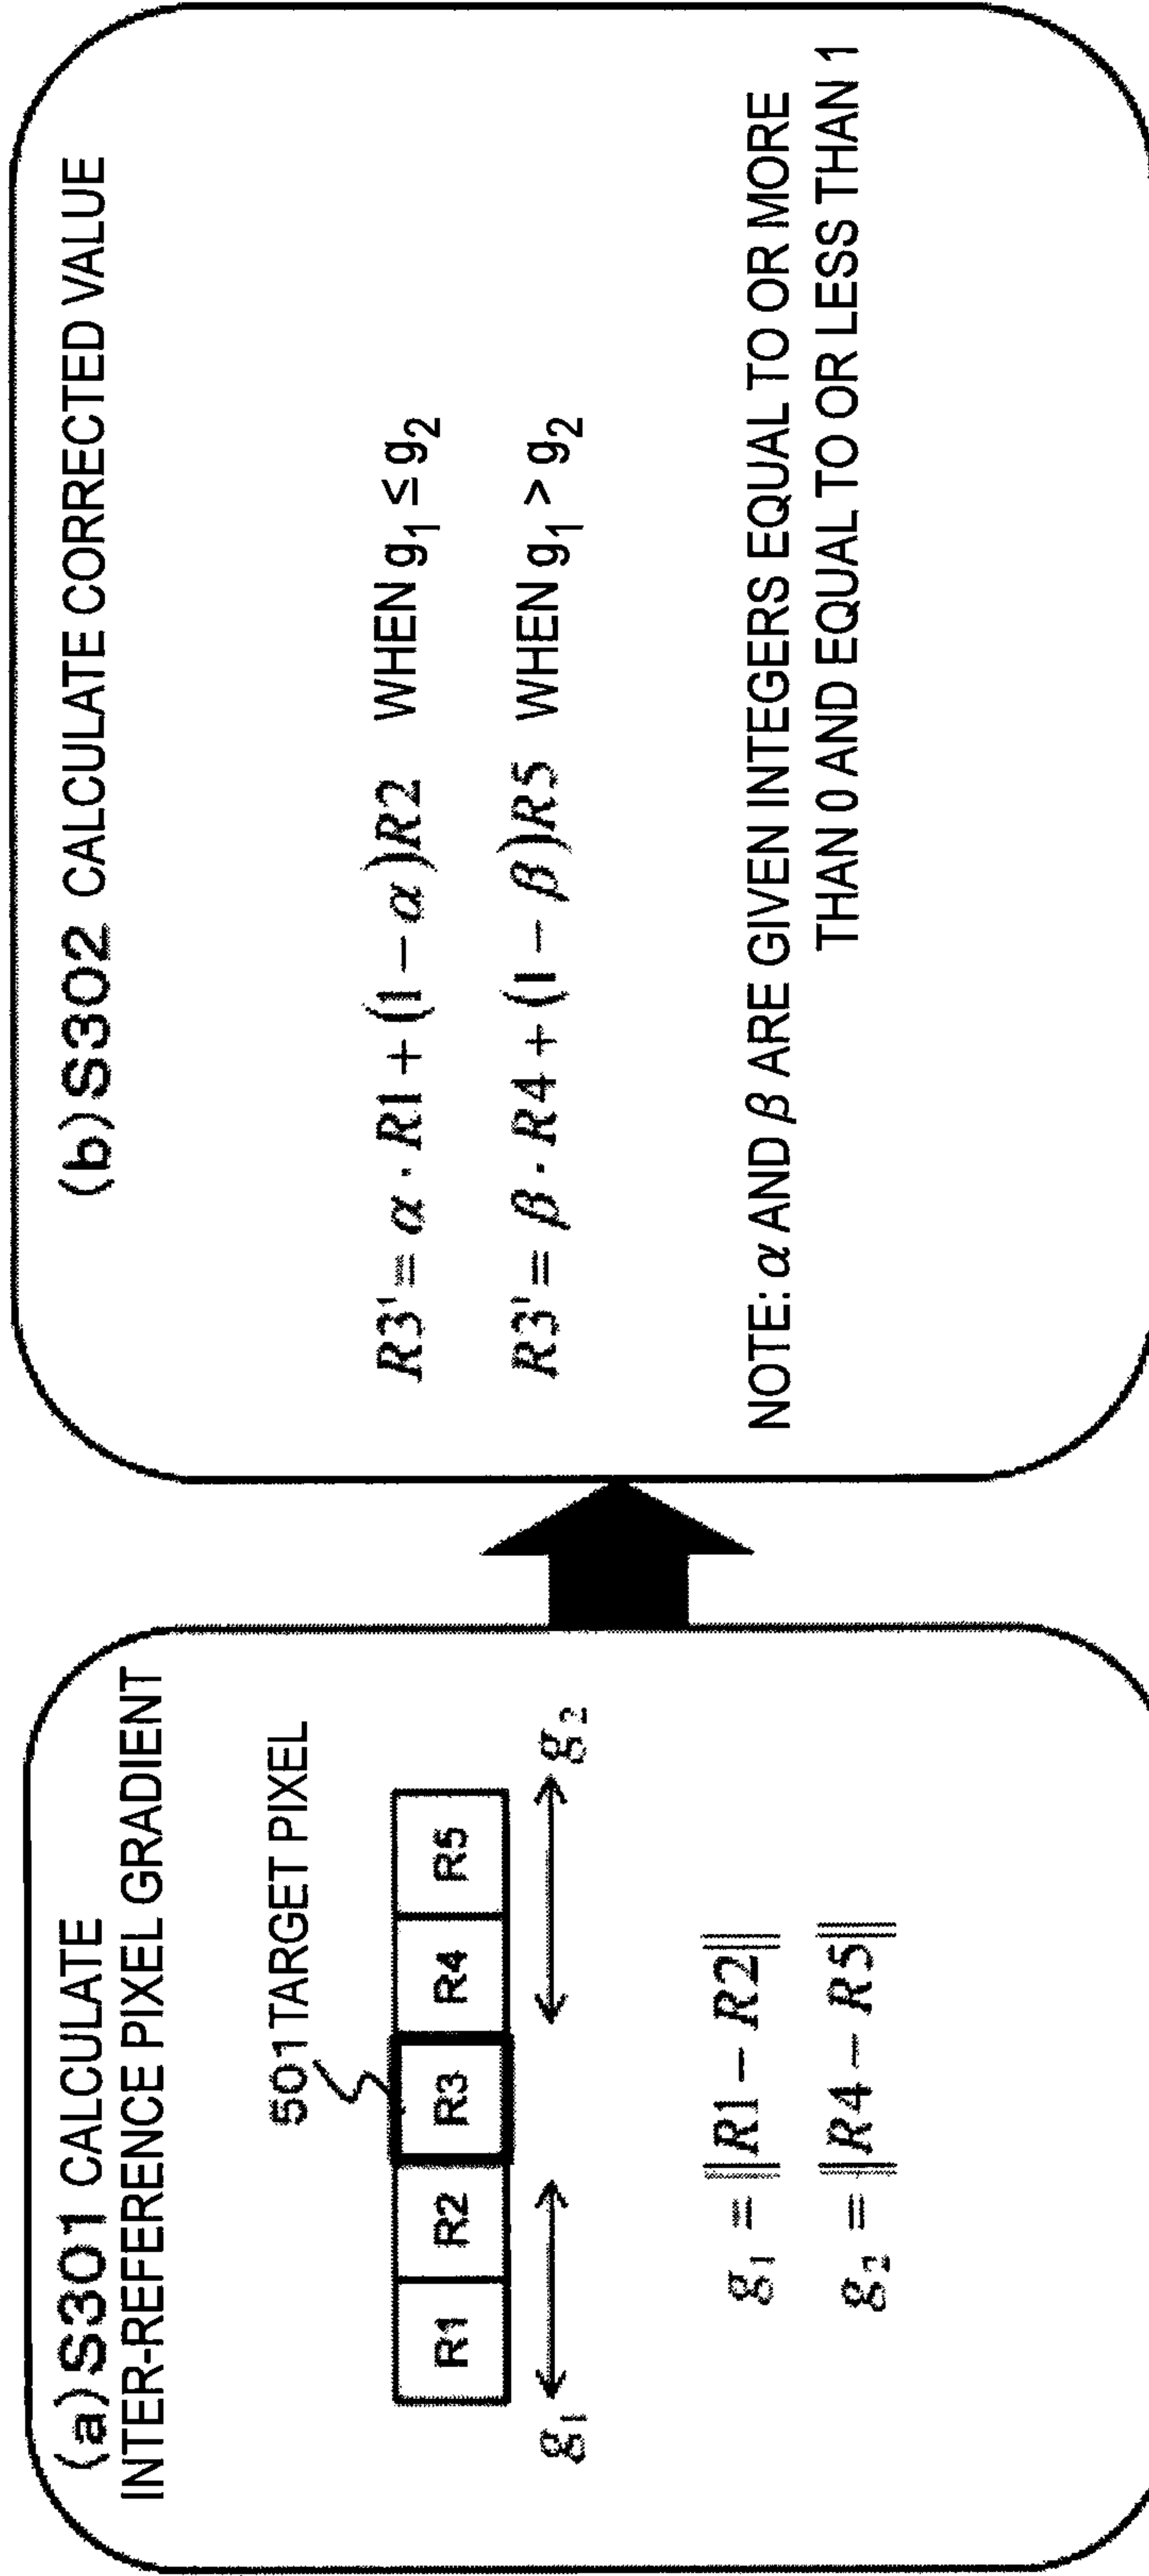 (a) S301 CALCULATE
INTER-REFERENCE PIXEL GRADIENT
501 TARGET PIXEL
R1 R2 R3 R4 R5
g₁ g₂
g₁ = ‖R1 − R2‖
g₂ = ‖R4 − R5‖
(b) S302 CALCULATE CORRECTED VALUE
R3' = α · R1 + (1 − α)R2 WHEN g₁ ≤ g₂
R3' = β · R4 + (1 − β)R5 WHEN g₁ > g₂
NOTE: α AND β ARE GIVEN INTEGERS EQUAL TO OR MORE
THAN 0 AND EQUAL TO OR LESS THAN 1